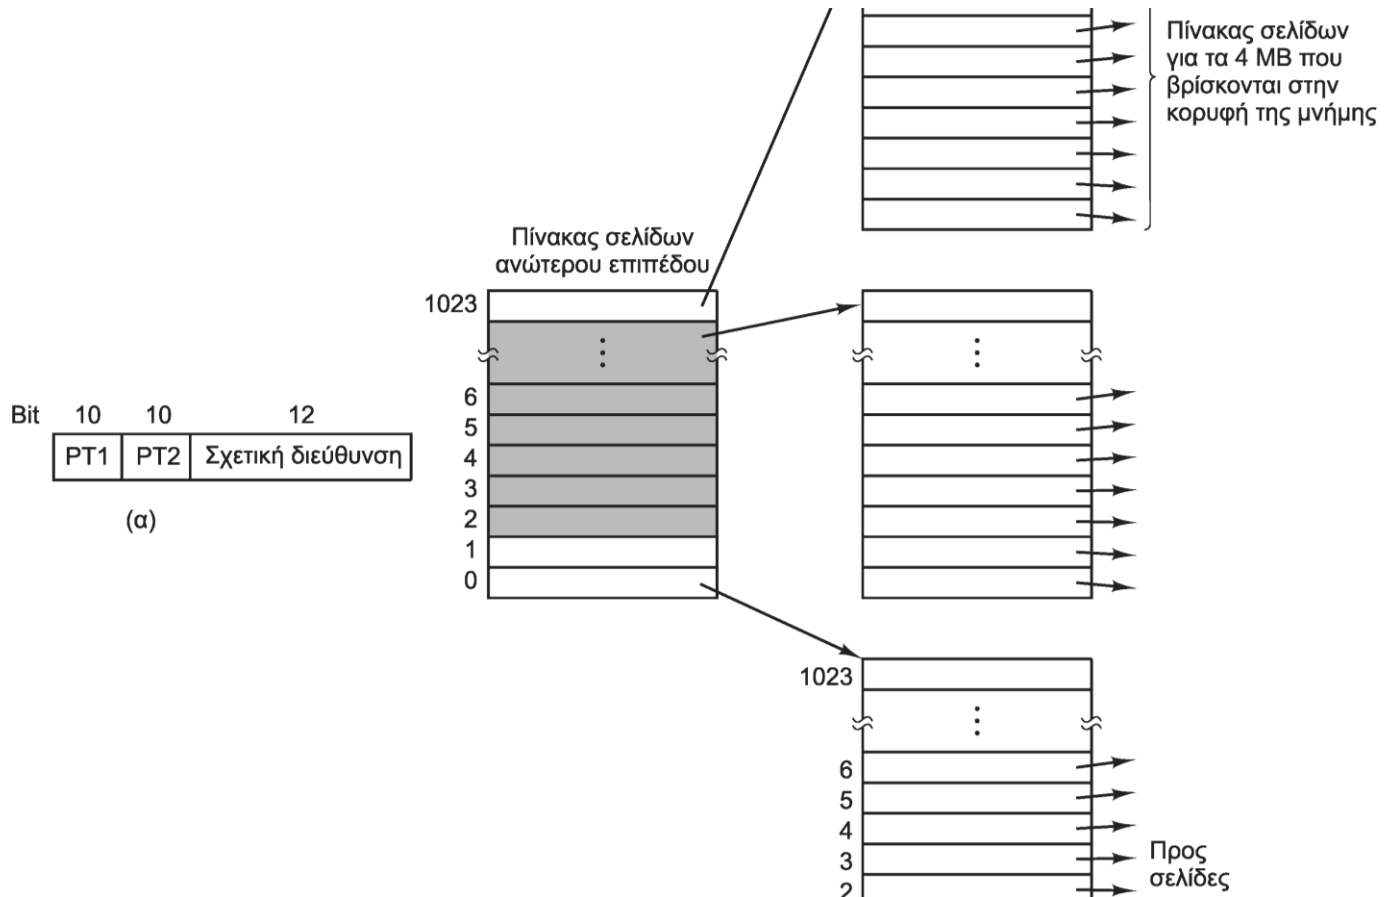 Πίνακας σελίδων
για τα 4 MB που
βρίσκονται στην
κορυφή της μνήμης
Πίνακας σελίδων
ανώτερου επιπέδου
1023
6
5
4
3
2
1
0
Bit 10 10 12
PT1 PT2 Σχετική διεύθυνση
(α)
1023
6
5
4
3
2
Προς
σελίδες